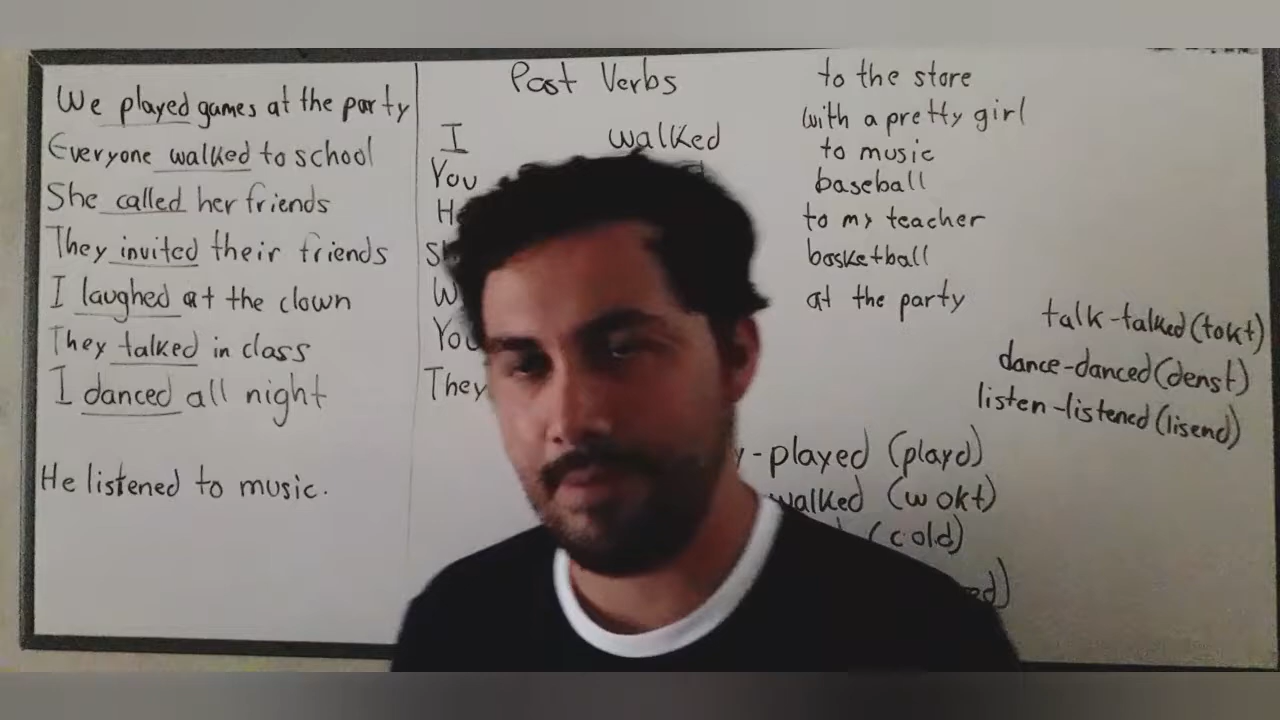 We played games at the party
Everyone walked to school
She called her friends
They invited their friends
I laughed at the clown
They talked in class
I danced all night
He listened to music.
Past Verbs
I walked
You
You
They
to the store
with a pretty girl
to music
baseball
to my teacher
basketball
at the party
talk-talked (tokt)
dance-danced (denst)
listen-listened (lisend)
-played (playd)
walked (wokt)
(cold)